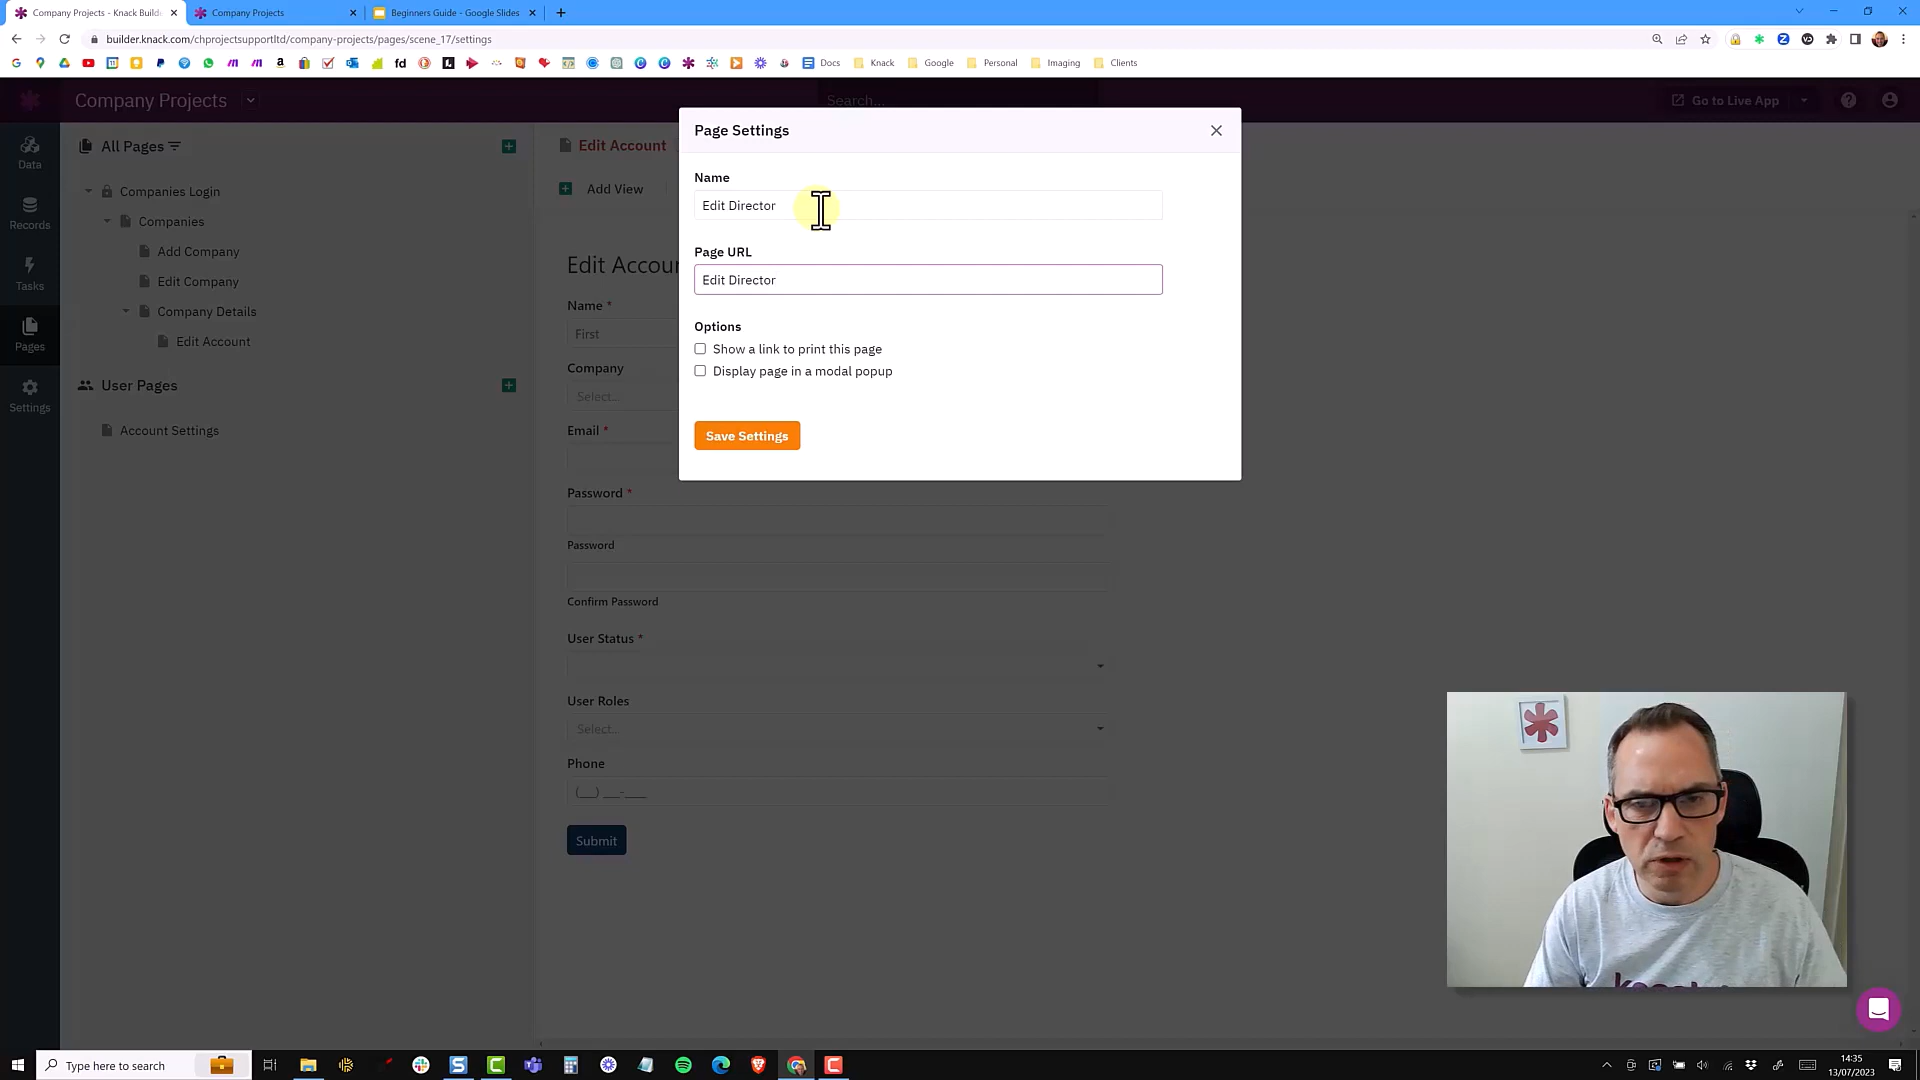 Company Projects - Knack Builde
Company Projects
Beginners Guide - Google Slides
builder.knack.com/chprojectsupportltd/company-projects/pages/scene_17/settings
Docs
Knack
Google
Personal
Imaging
Clients
Company Projects
Search...
Go to Live App
Data
Records
Tasks
Pages
Settings
All Pages
Companies Login
Companies
Add Company
Edit Company
Company Details
Edit Account
User Pages
Account Settings
Edit Account
Add View
Edit Accou
Name *
First
Company
Select...
Email *
Password *
Password
Confirm Password
User Status *
User Roles
Select...
Phone
(__) __-____
Submit
Page Settings
Name
Edit Director
Page URL
Edit Director
Options
Show a link to print this page
Display page in a modal popup
Save Settings
Type here to search
14:35
13/07/2023